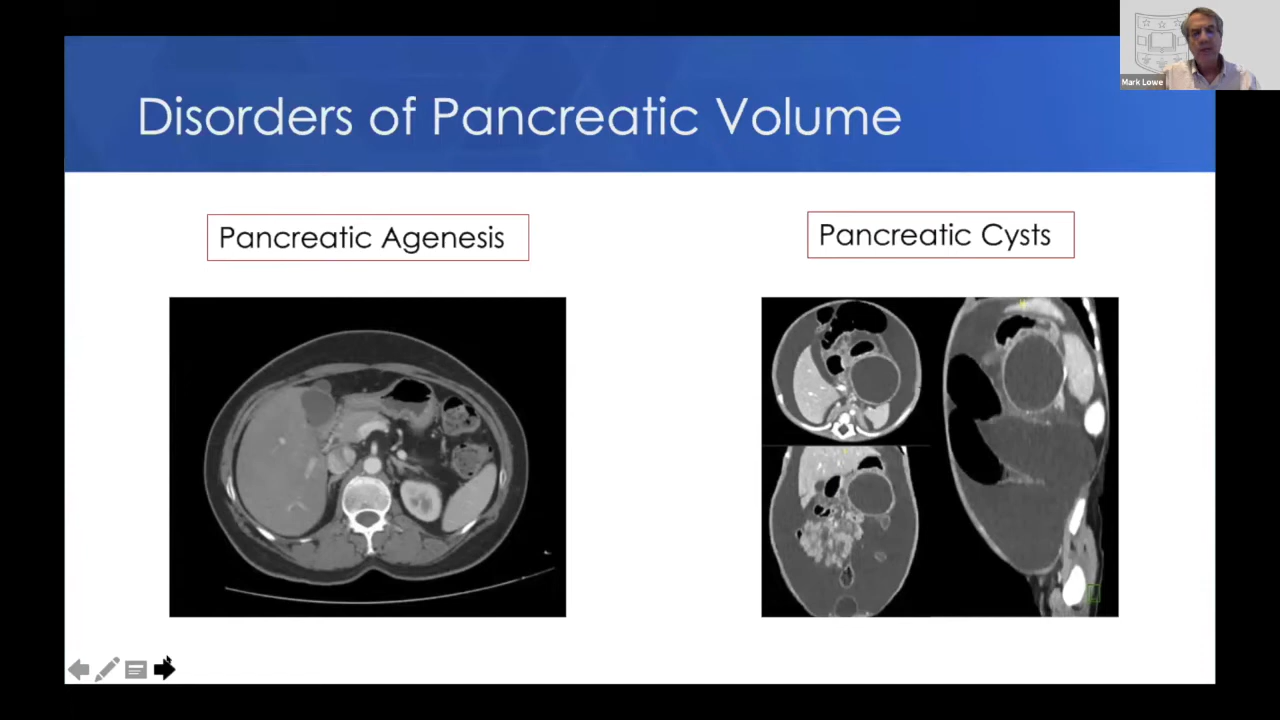 Disorders of Pancreatic Volume
Pancreatic Agenesis
Pancreatic Cysts
Mark Lowe